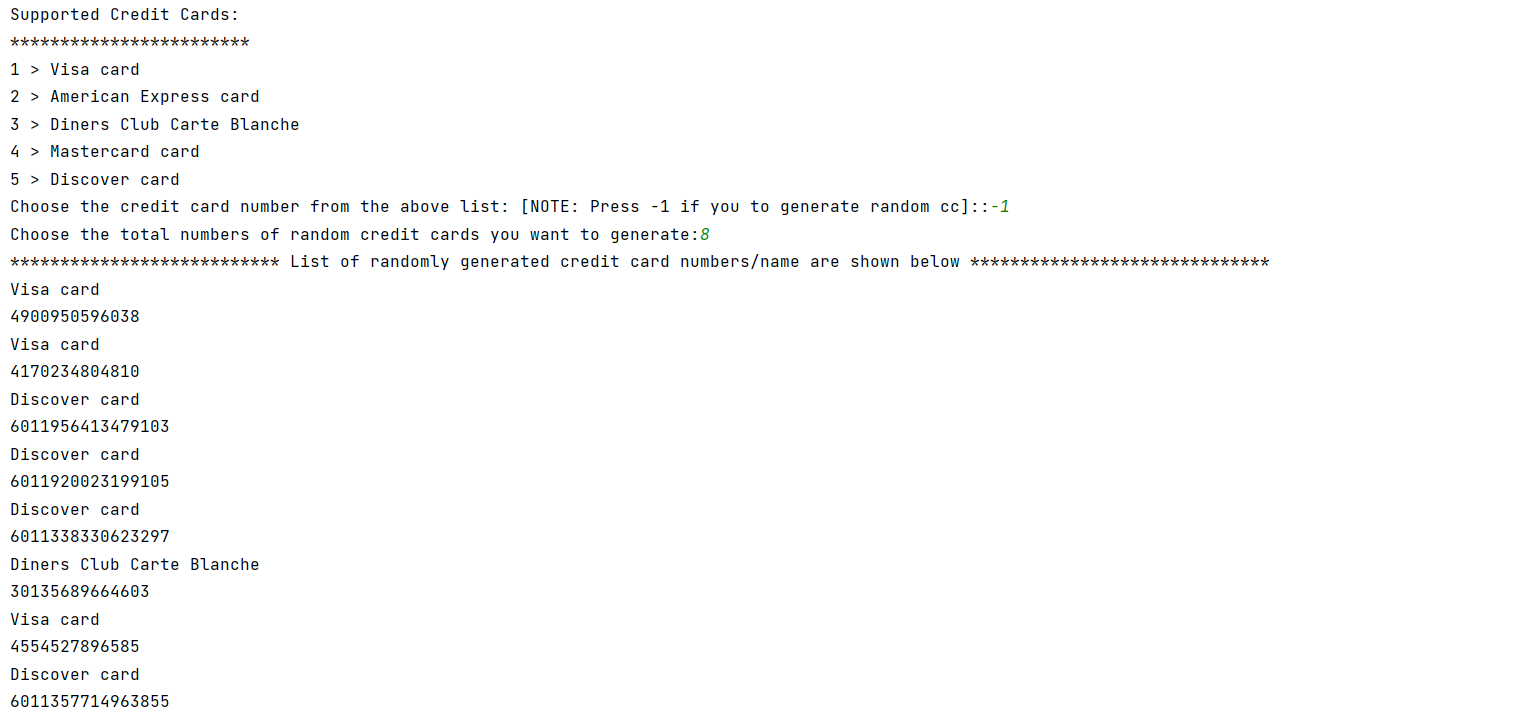 Supported Credit Cards:
************************
1 > Visa card
2 > American Express card
3 > Diners Club Carte Blanche
4 > Mastercard card
5 > Discover card
Choose the credit card number from the above list: [NOTE: Press -1 if you to generate random cc]::-1
Choose the total numbers of random credit cards you want to generate:8
*************************** List of randomly generated credit card numbers/name are shown below ******************************
Visa card
4900950596038
Visa card
4170234804810
Discover card
6011956413479103
Discover card
6011920023199105
Discover card
6011338330623297
Diners Club Carte Blanche
30135689664603
Visa card
4554527896585
Discover card
6011357714963855